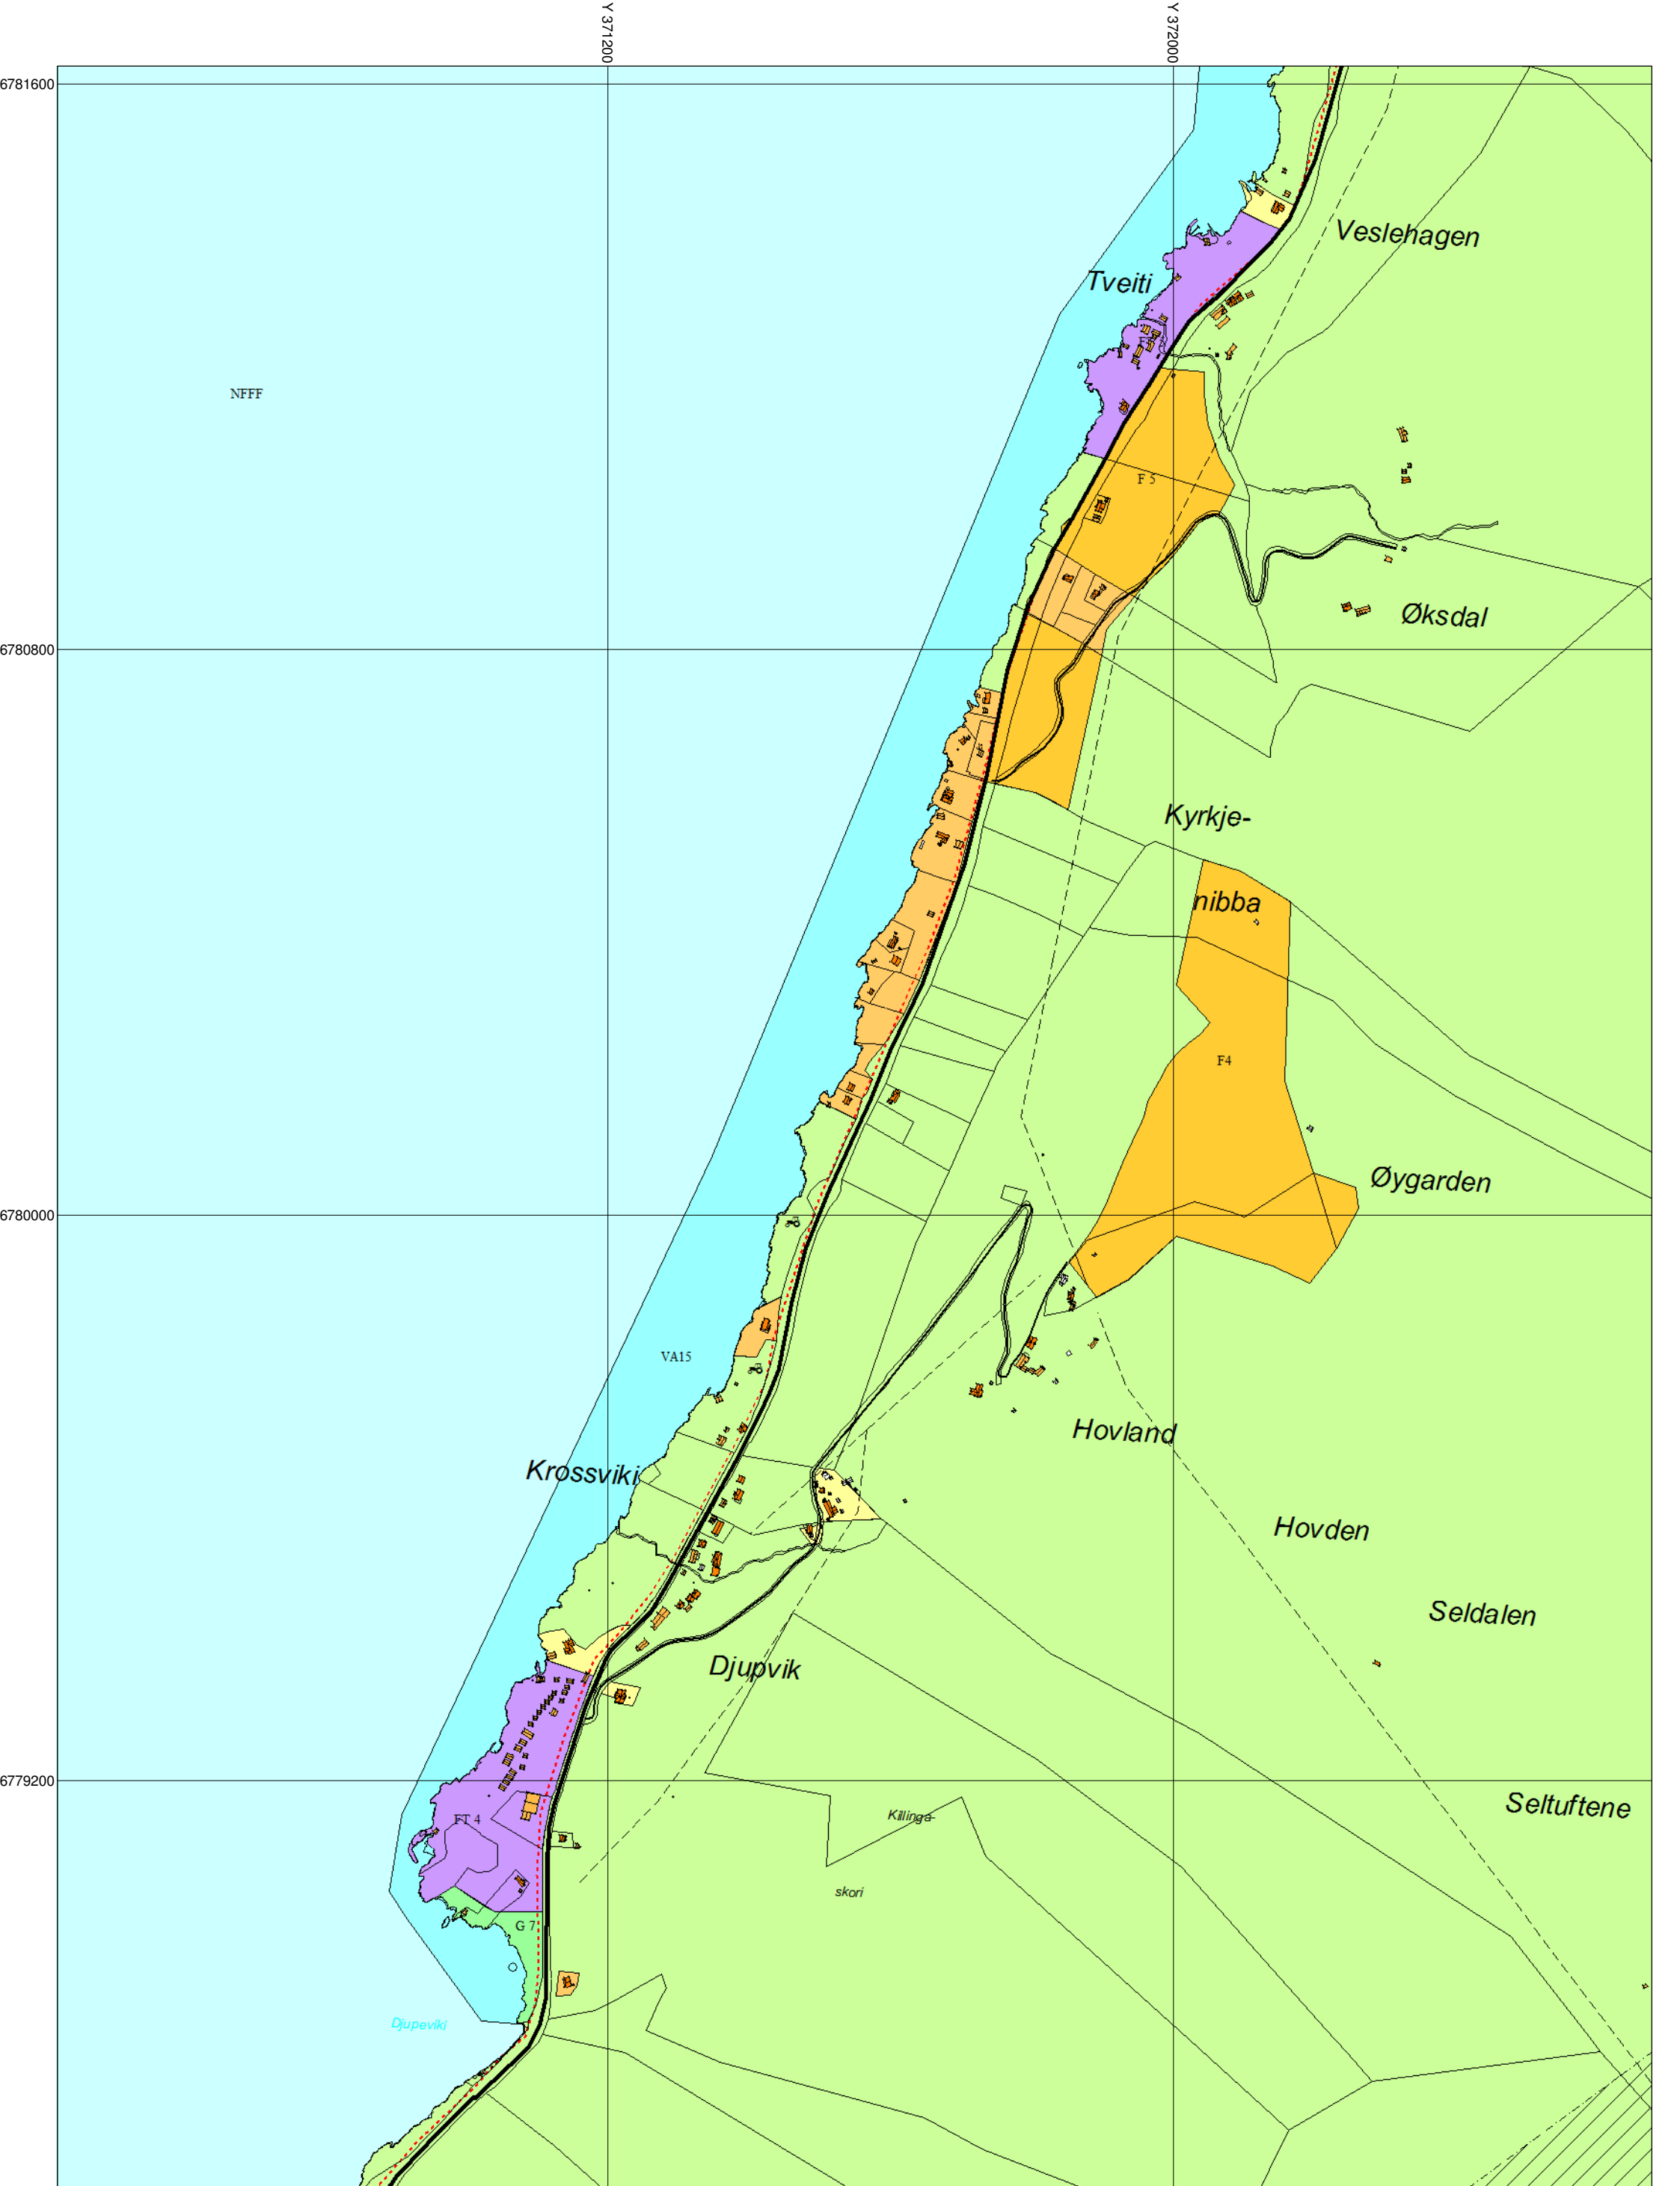 Y 371200
Y 372000
6781600
Veslehagen
Tveiti
NFFF
F 5
Øksdal
6780800
Kyrkje-
nibba
F4
Øygarden
6780000
VA15
Hovland
Krossviki
Hovden
Seldalen
Djupvik
6779200
Seltuftene
Killinga-
FT 4
skori
G 7
Djupeviki